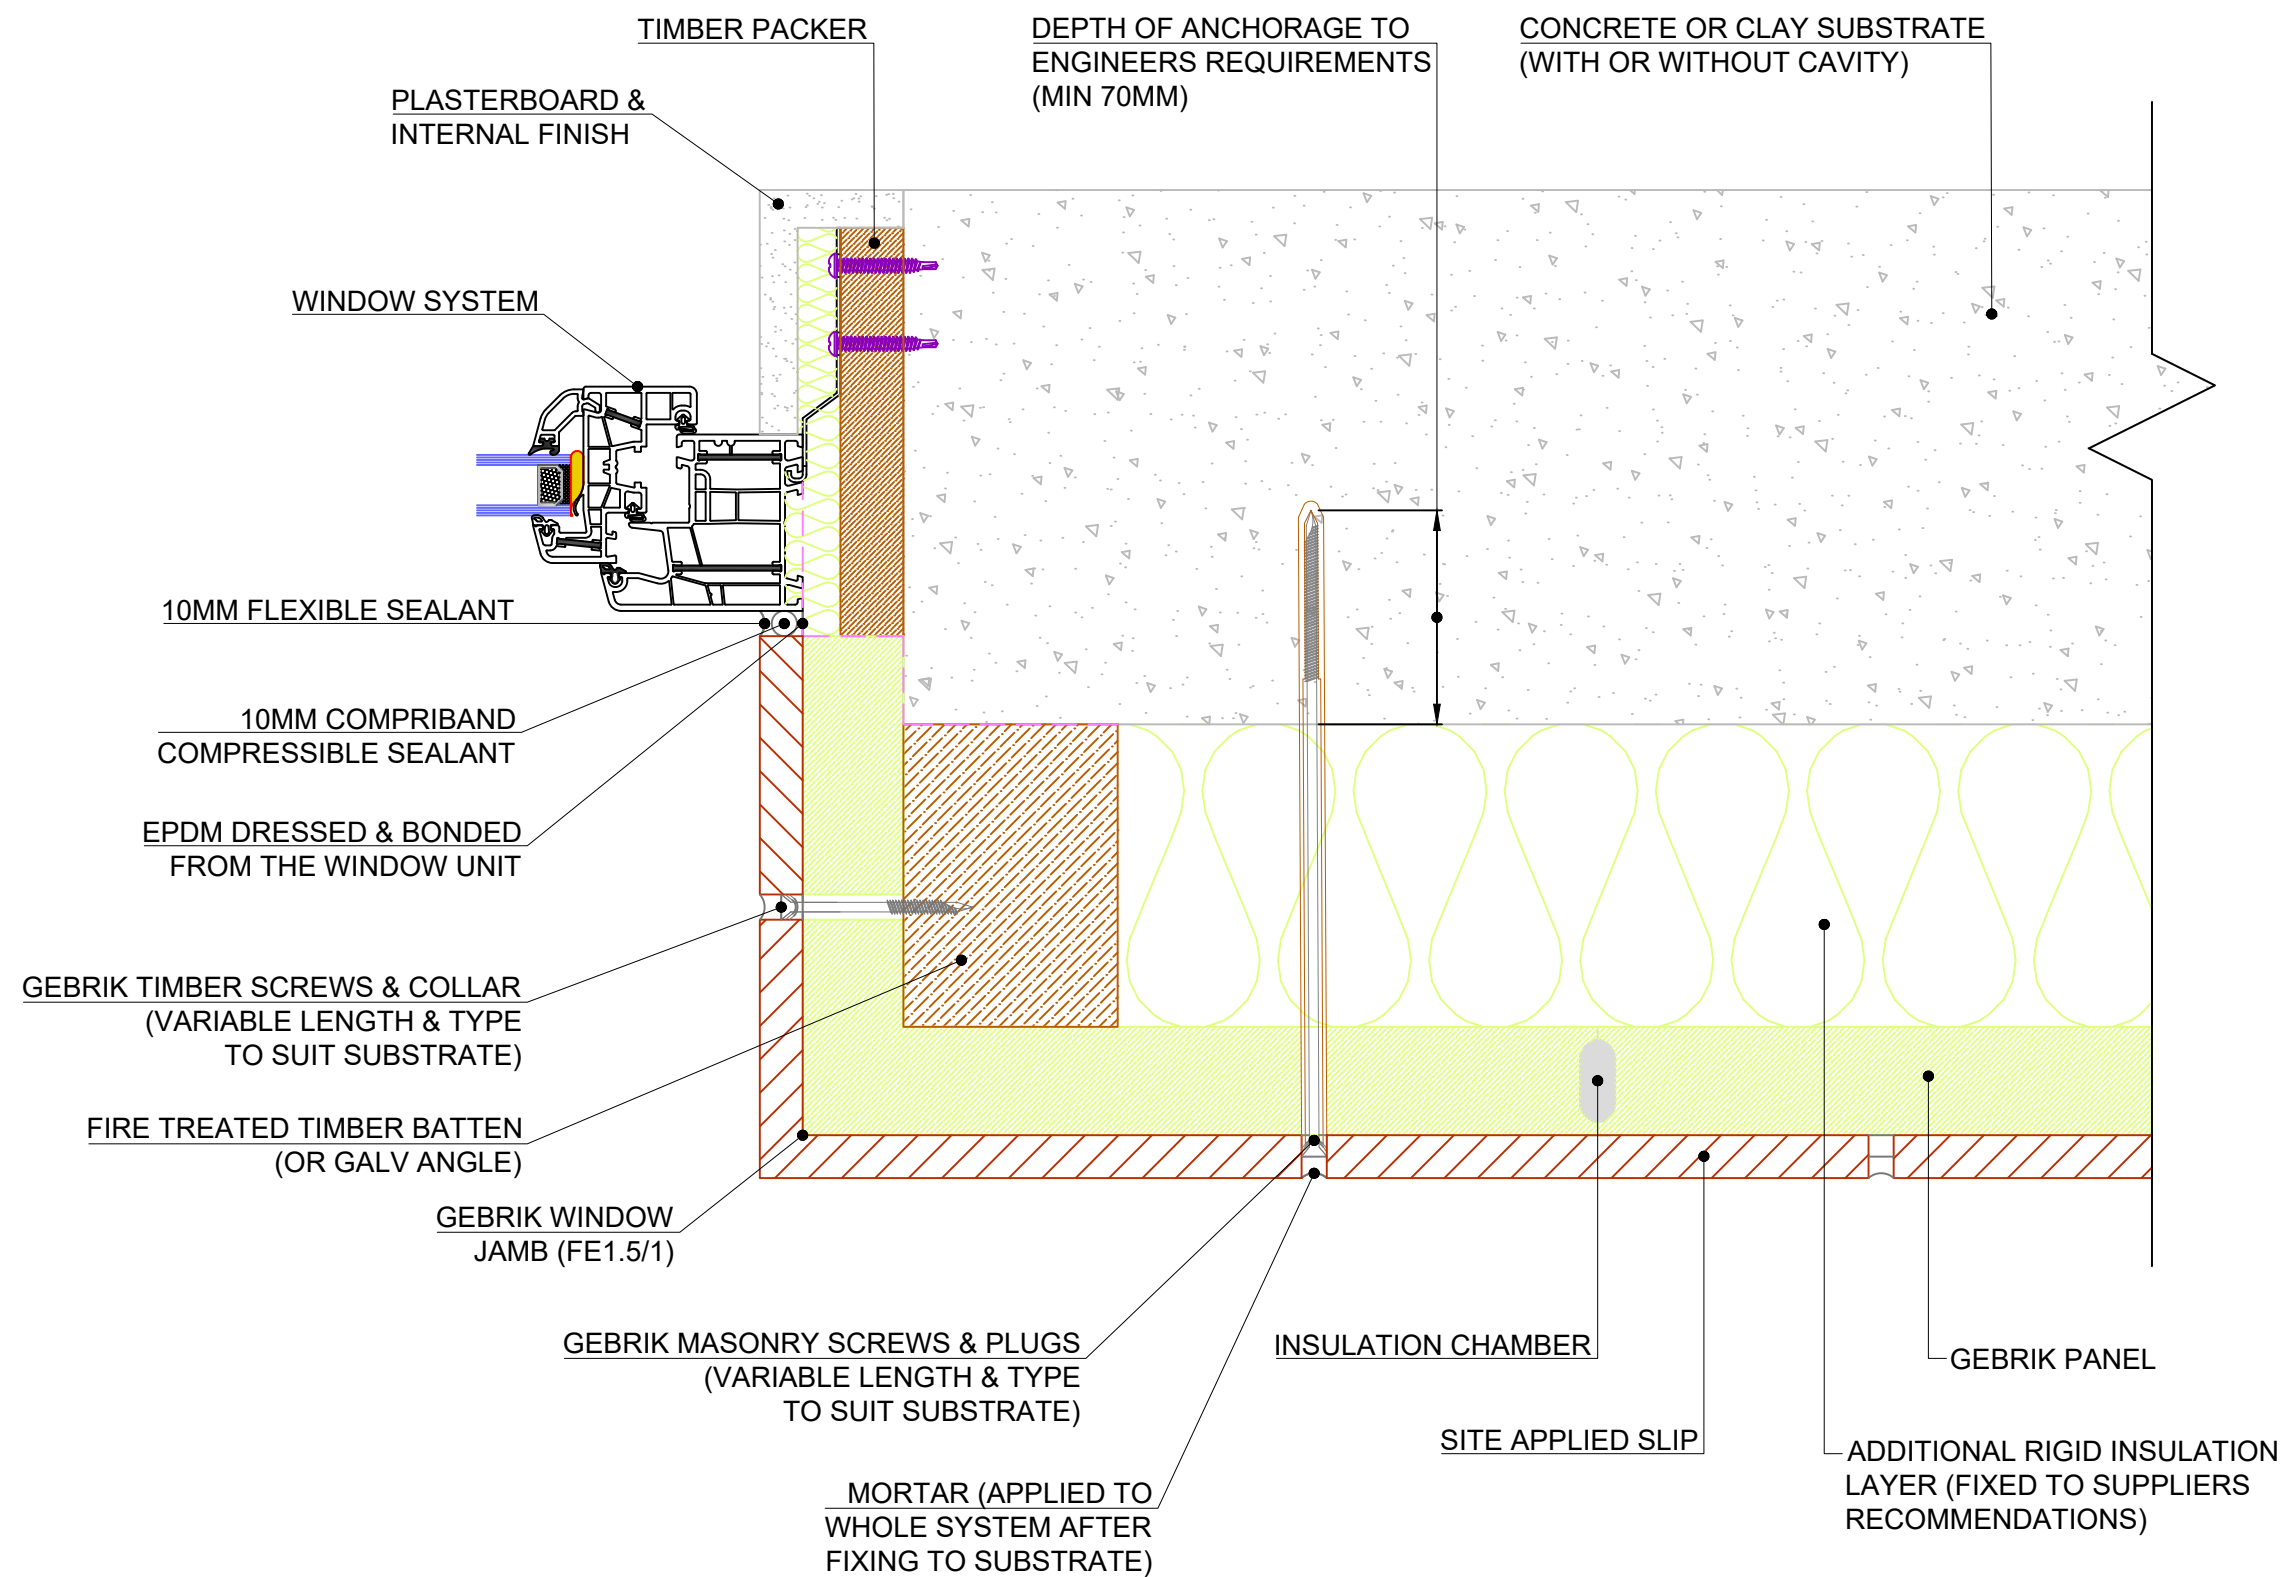 TIMBER PACKER
DEPTH OF ANCHORAGE TO
ENGINEERS REQUIREMENTS
(MIN 70MM)
CONCRETE OR CLAY SUBSTRATE
(WITH OR WITHOUT CAVITY)
PLASTERBOARD &
INTERNAL FINISH
WINDOW SYSTEM
10MM FLEXIBLE SEALANT
10MM COMPRIBAND
COMPRESSIBLE SEALANT
EPDM DRESSED & BONDED
FROM THE WINDOW UNIT
GEBRIK TIMBER SCREWS & COLLAR
(VARIABLE LENGTH & TYPE
TO SUIT SUBSTRATE)
FIRE TREATED TIMBER BATTEN
(OR GALV ANGLE)
GEBRIK WINDOW
JAMB (FE1.5/1)
GEBRIK MASONRY SCREWS & PLUGS
(VARIABLE LENGTH & TYPE
TO SUIT SUBSTRATE)
MORTAR (APPLIED TO
WHOLE SYSTEM AFTER
FIXING TO SUBSTRATE)
INSULATION CHAMBER
SITE APPLIED SLIP
GEBRIK PANEL
ADDITIONAL RIGID INSULATION
LAYER (FIXED TO SUPPLIERS
RECOMMENDATIONS)